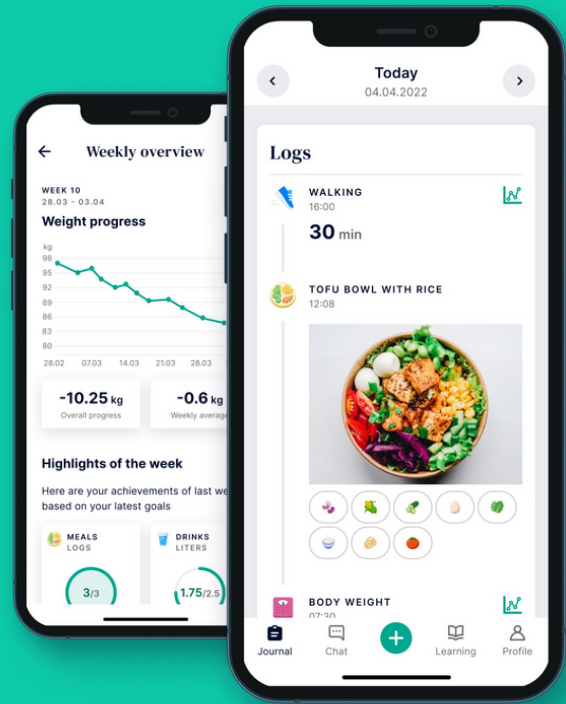 Weekly overview
WEEK 10
28.03 - 03.04
Weight progress
kg
98
95
92
89
86
83
80
28.02 07.03 14.03 21.03 28.03
-10.25 kg
Overall progress
-0.6 kg
Weekly average
Highlights of the week
Here are your achievements of last we
based on your latest goals
MEALS
LOGS
3/3
DRINKS
LITERS
1.75/2.5
Today
04.04.2022
Logs
WALKING
16:00
30 min
TOFU BOWL WITH RICE
12:08
BODY WEIGHT
07:30
Journal
Chat
Learning
Profile